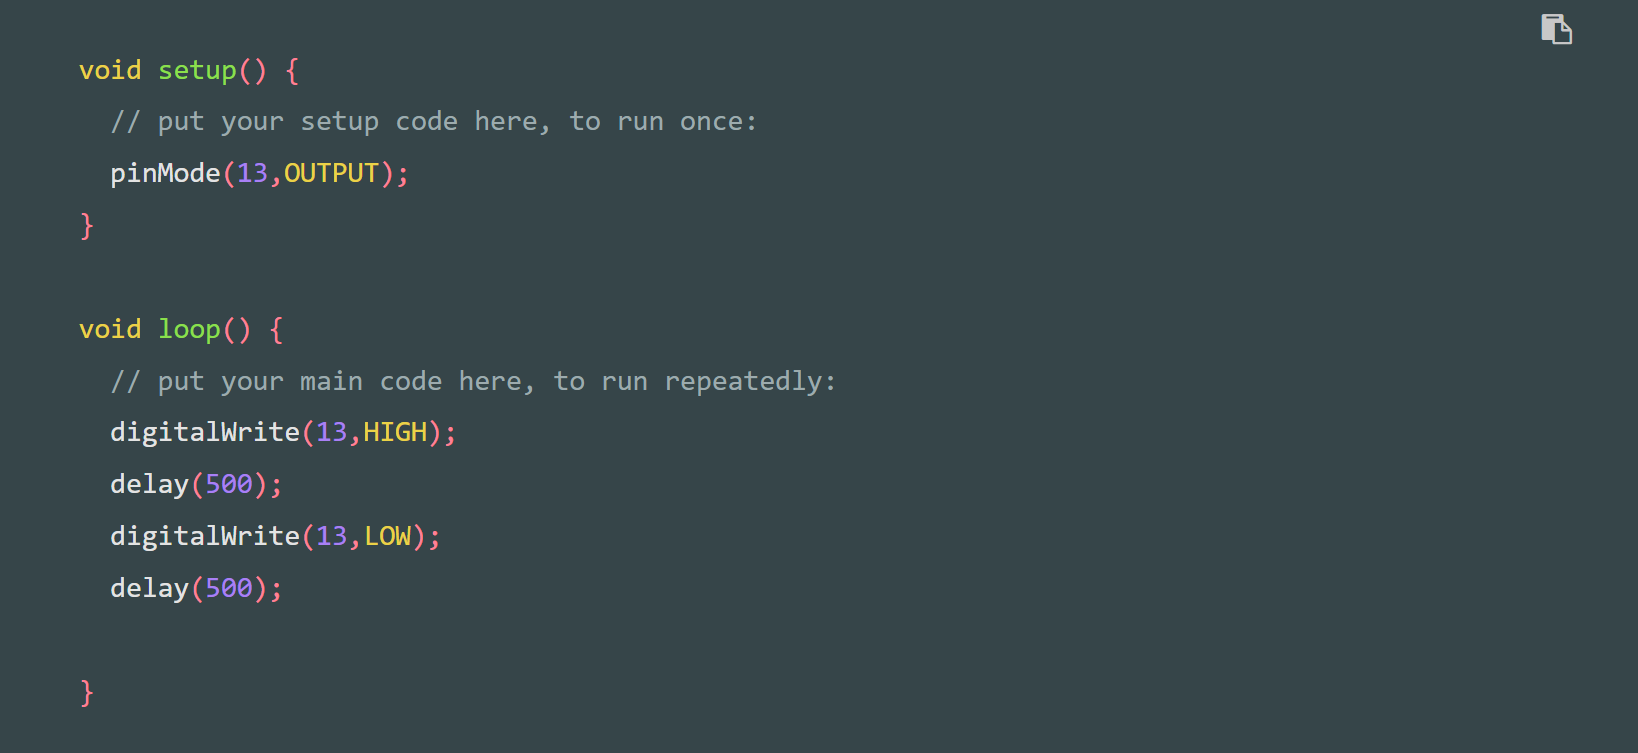 void setup() {
  // put your setup code here, to run once:
  pinMode(13,OUTPUT);
}
void loop() {
  // put your main code here, to run repeatedly:
  digitalWrite(13,HIGH);
  delay(500);
  digitalWrite(13,LOW);
  delay(500);
}